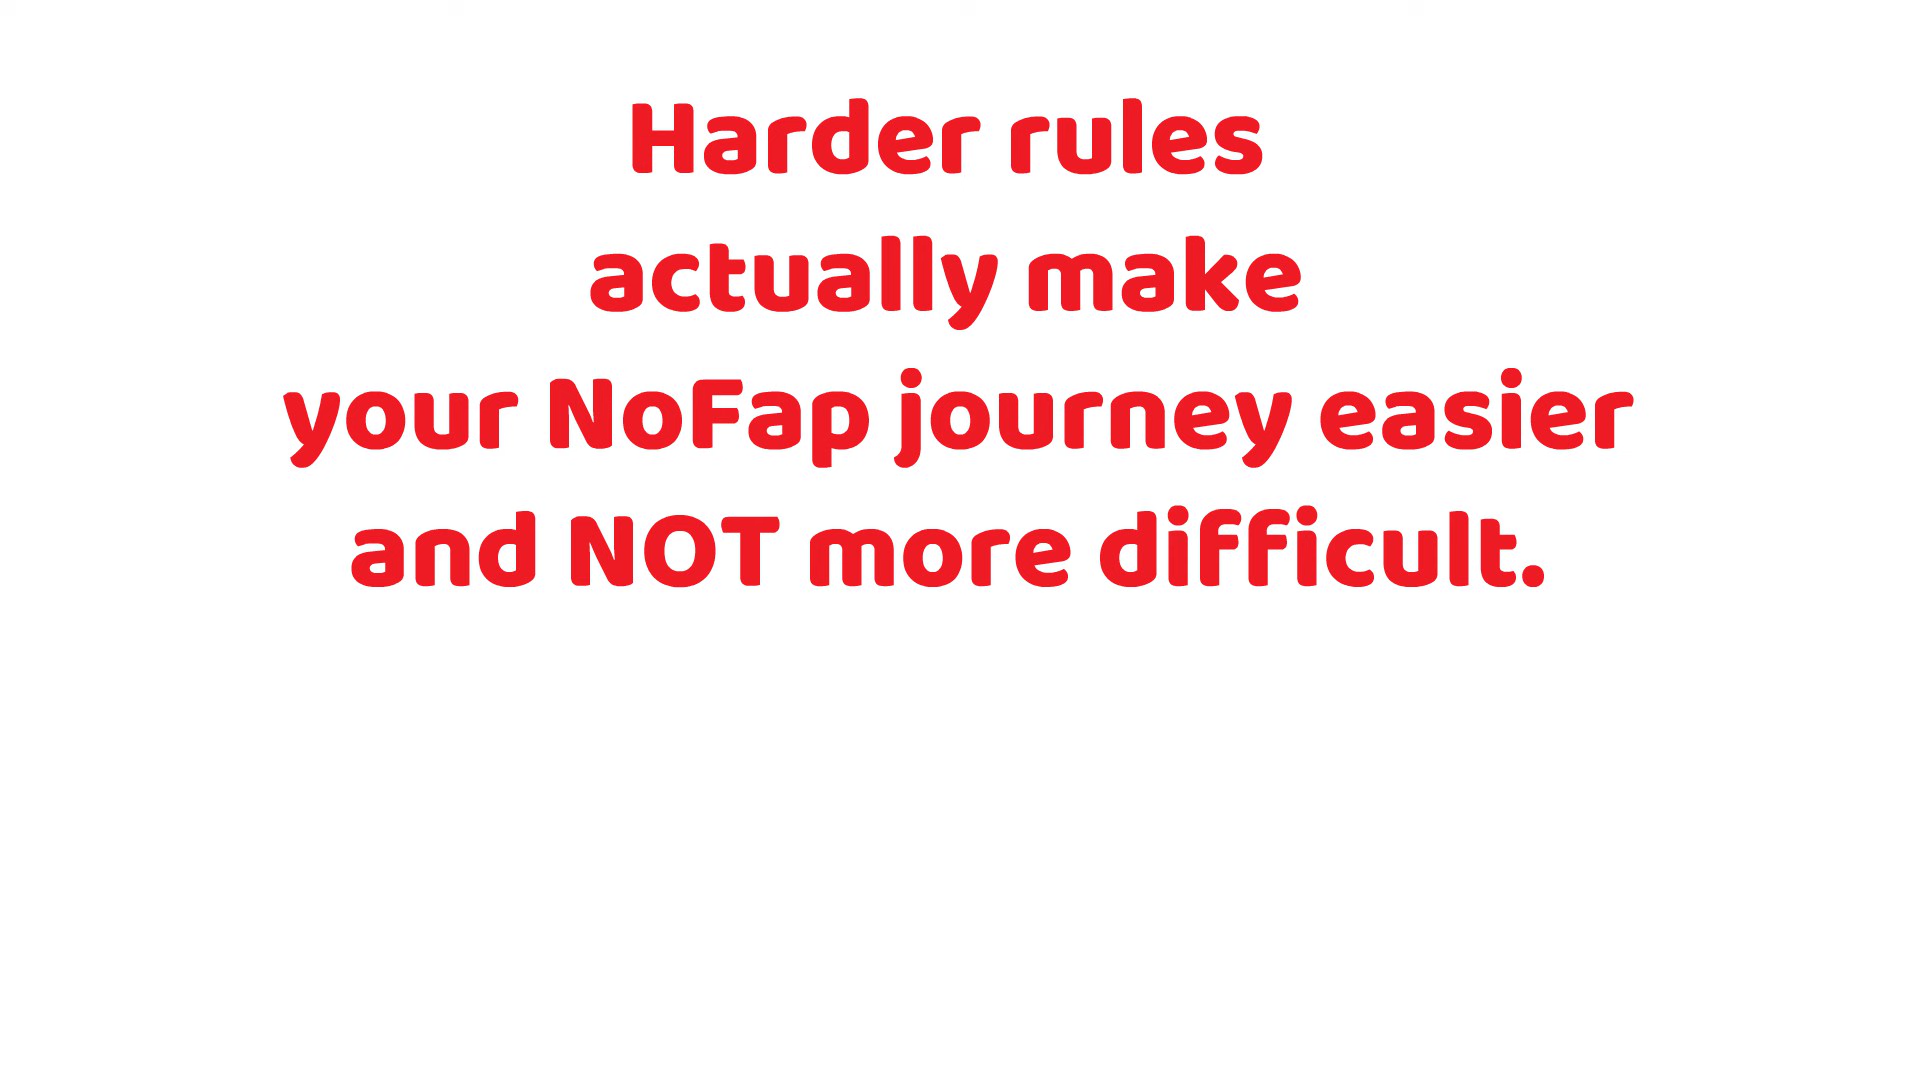 Harder rules
actually make
your NoFap journey easier
and NOT more difficult.